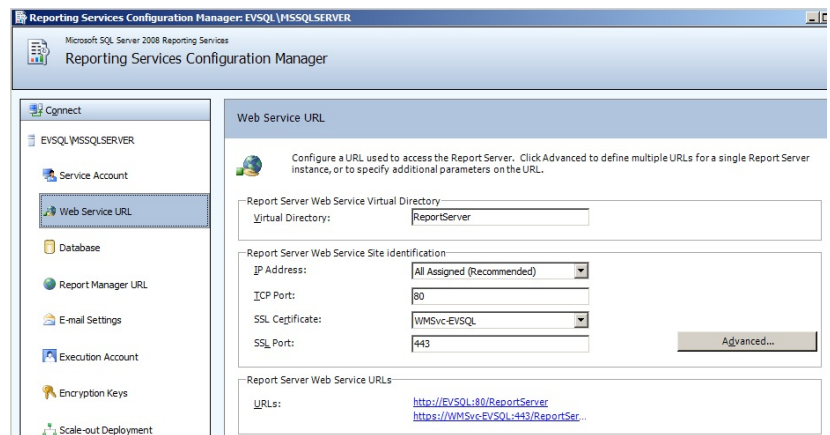 Reporting Services Configuration Manager: EVSQL\MSSQLSERVER
Microsoft SQL Server 2008 Reporting Services
Reporting Services Configuration Manager
Connect
EVSQL\MSSQLSERVER
Service Account
Web Service URL
Database
Report Manager URL
E-mail Settings
Execution Account
Encryption Keys
Scale-out Deployment
Web Service URL
Configure a URL used to access the Report Server. Click Advanced to define multiple URLs for a single Report Server
instance, or to specify additional parameters on the URL.
Report Server Web Service Virtual Directory
Virtual Directory: ReportServer
Report Server Web Service Site identification
IP Address: All Assigned (Recommended)
TCP Port: 80
SSL Certificate: WMSvc-EVSQL
SSL Port: 443
Advanced...
Report Server Web Service URLs
URLs: http://EVSQL:80/ReportServer
https://WMSvc-EVSQL:443/ReportSer...